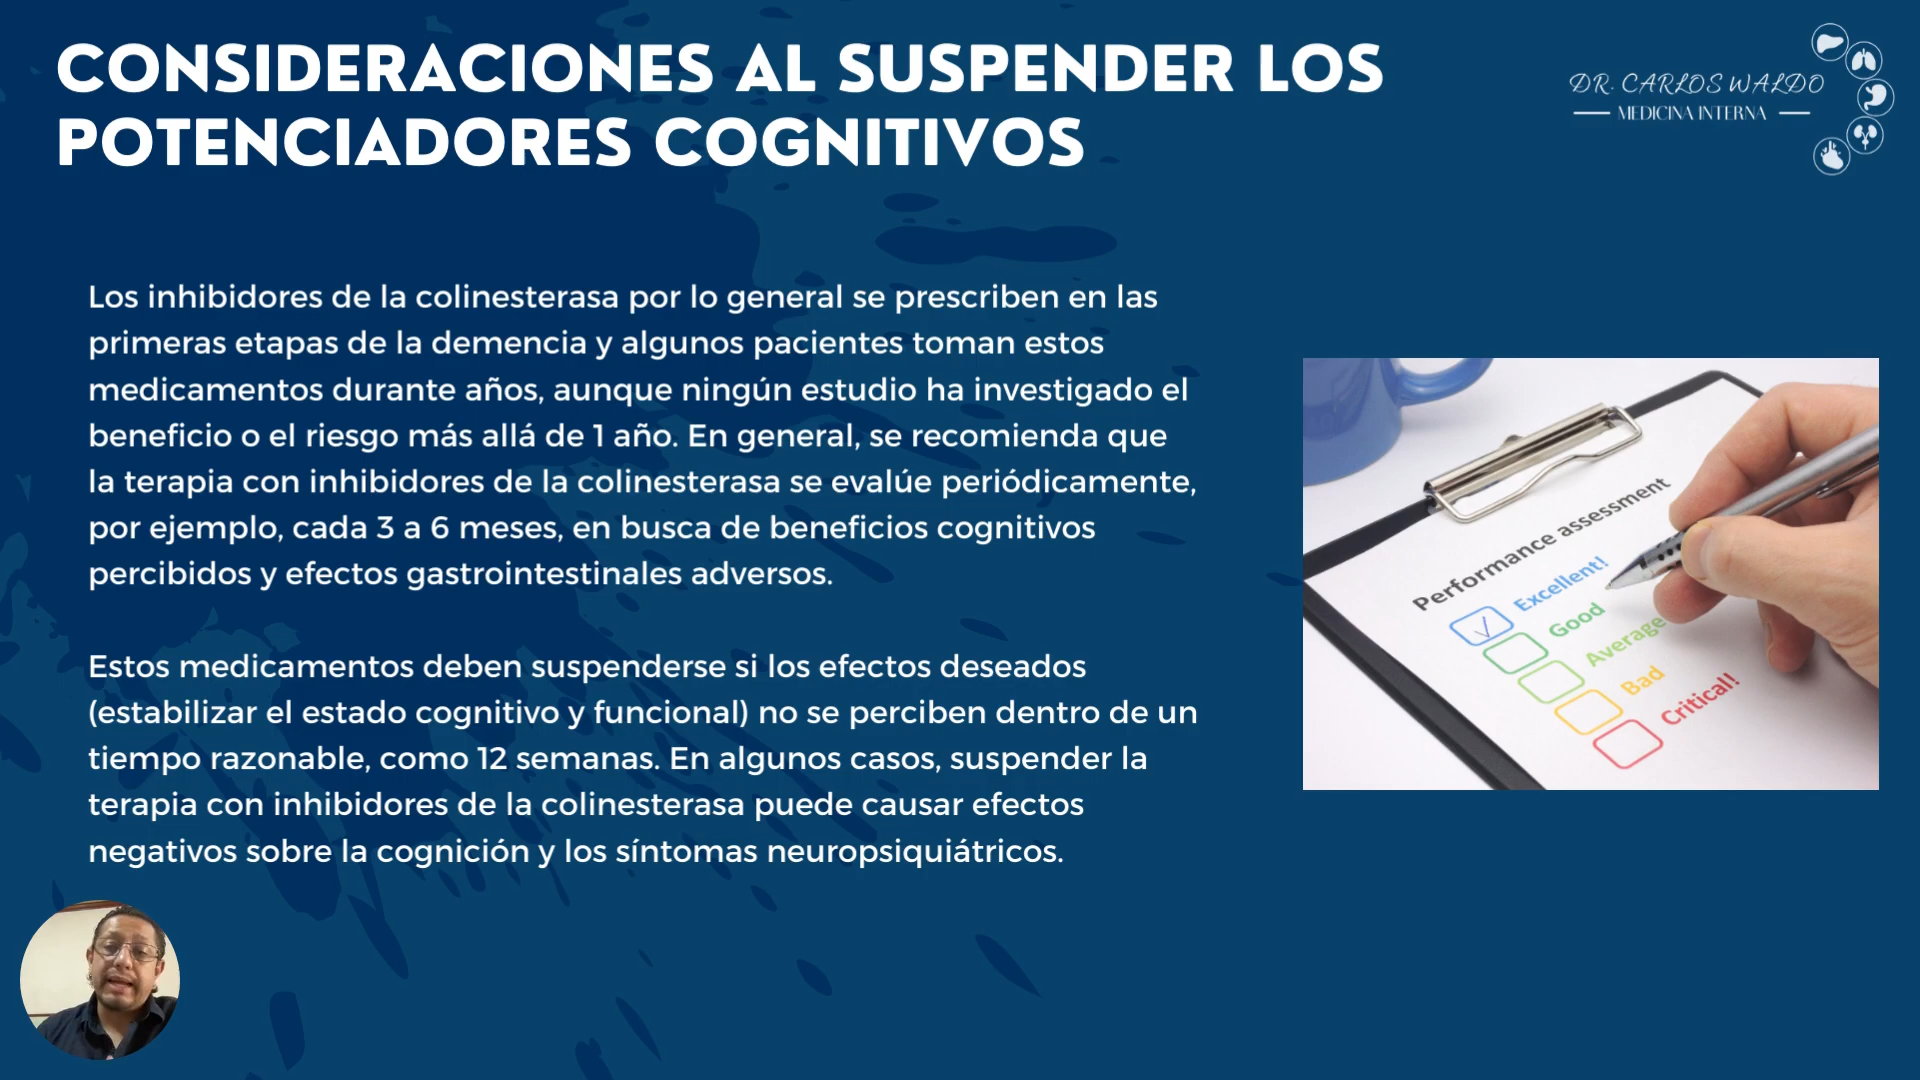 CONSIDERACIONES AL SUSPENDER LOS
POTENCIADORES COGNITIVOS
DR. CARLOS WALDO
MEDICINA INTERNA
Los inhibidores de la colinesterasa por lo general se prescriben en las
primeras etapas de la demencia y algunos pacientes toman estos
medicamentos durante años, aunque ningún estudio ha investigado el
beneficio o el riesgo más allá de 1 año. En general, se recomienda que
la terapia con inhibidores de la colinesterasa se evalúe periódicamente,
por ejemplo, cada 3 a 6 meses, en busca de beneficios cognitivos
percibidos y efectos gastrointestinales adversos.
Estos medicamentos deben suspenderse si los efectos deseados
(estabilizar el estado cognitivo y funcional) no se perciben dentro de un
tiempo razonable, como 12 semanas. En algunos casos, suspender la
terapia con inhibidores de la colinesterasa puede causar efectos
negativos sobre la cognición y los síntomas neuropsiquiátricos.
Performance assessment
Excellent!
Good
Average
Bad
Critical!